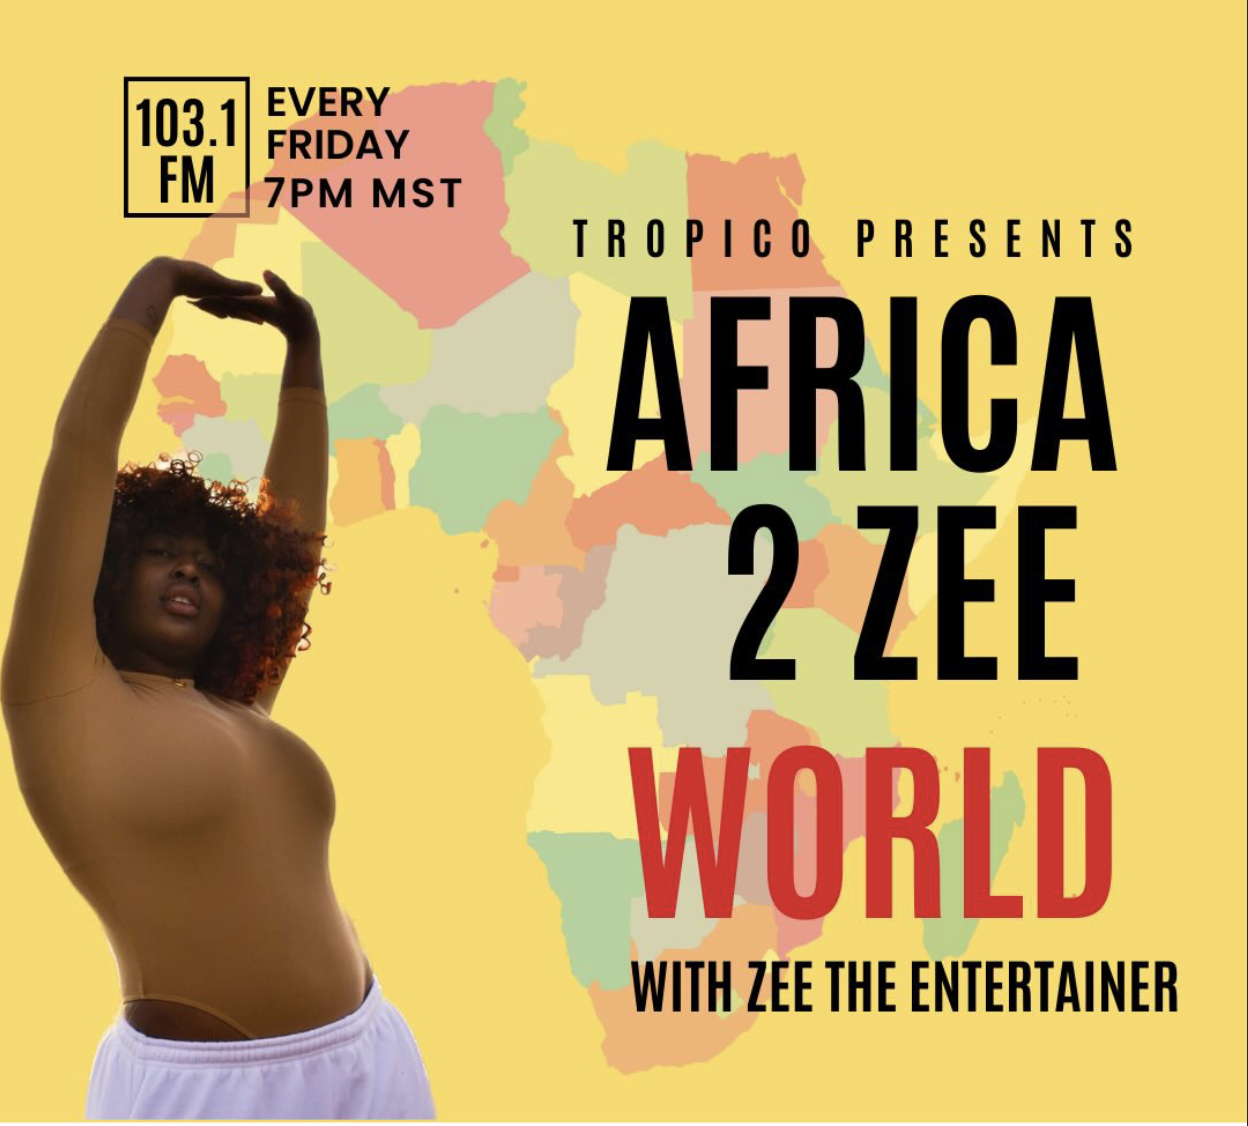 103.1
FM
EVERY
FRIDAY
7PM MST
TROPICO PRESENTS
AFRICA
2 ZEE
WORLD
WITH ZEE THE ENTERTAINER